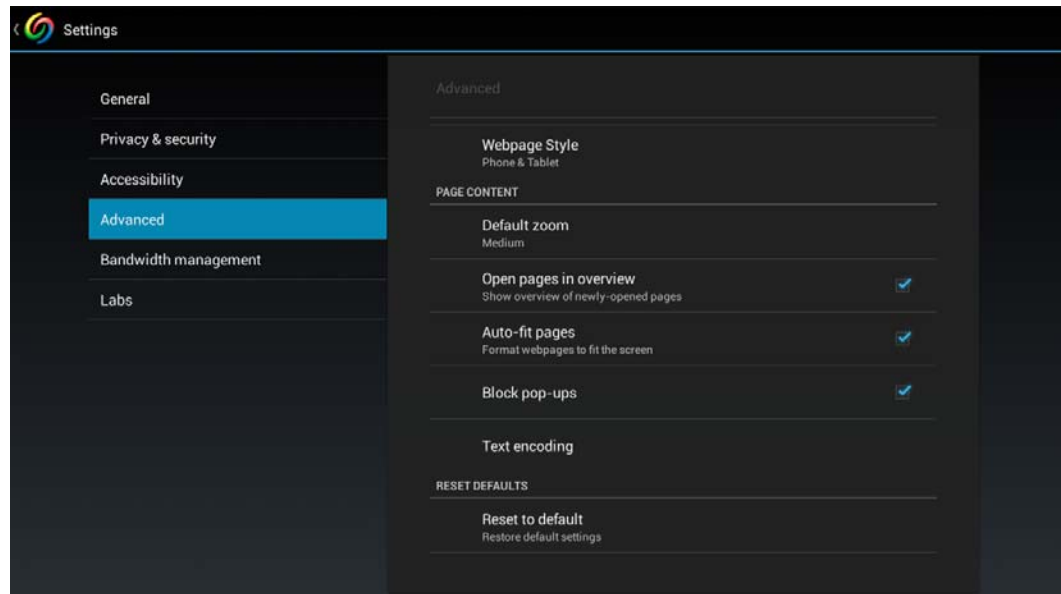 Settings
General
Privacy & security
Accessibility
Advanced
Bandwidth management
Labs
Advanced
Webpage Style
Phone & Tablet
PAGE CONTENT
Default zoom
Medium
Open pages in overview
Show overview of newly-opened pages
Auto-fit pages
Format webpages to fit the screen
Block pop-ups
Text encoding
RESET DEFAULTS
Reset to default
Restore default settings